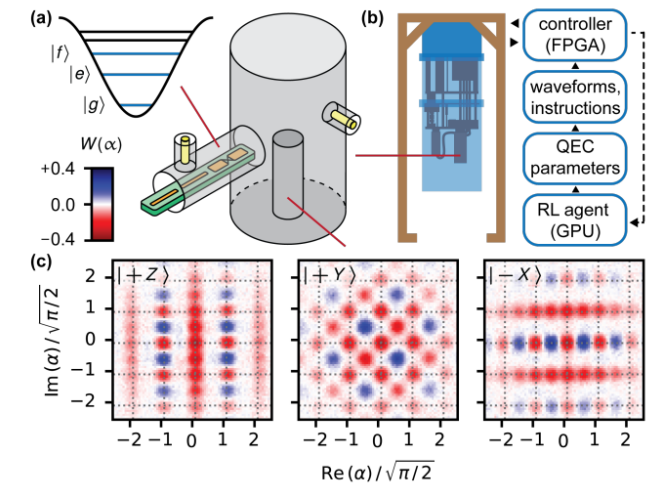 (a)
|f⟩
|e⟩
|g⟩
W(α)
+0.4
0.0
−0.4
(b)
controller
(FPGA)
waveforms,
instructions
QEC
parameters
RL agent
(GPU)
(c)
|+Z⟩
|+Y⟩
|−X⟩
Im(α)/√π/2
2
1
0
−1
−2
−2 −1 0 1 2
−2 −1 0 1 2
−2 −1 0 1 2
Re(α)/√π/2